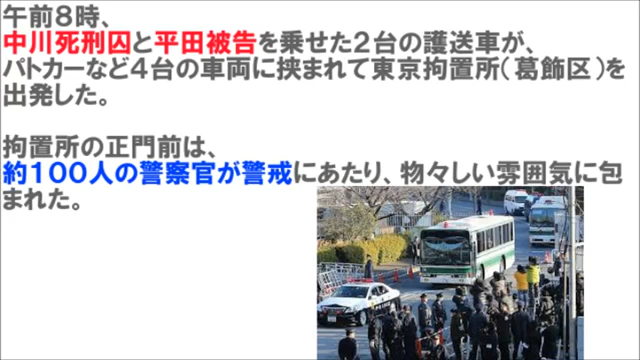 午前８時、
中川死刑囚と平田被告を乗せた２台の護送車が、
パトカーなど４台の車両に挟まれて東京拘置所（葛飾区）を
出発した。
拘置所の正門前は、
約１００人の警察官が警戒にあたり、物々しい雰囲気に包
まれた。